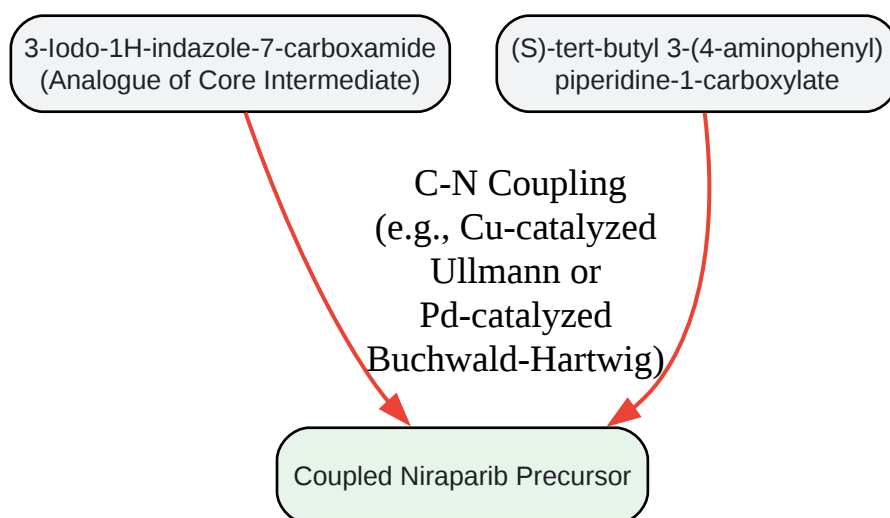 3-Iodo-1H-indazole-7-carboxamide
(Analogue of Core Intermediate)
(S)-tert-butyl 3-(4-aminophenyl)
piperidine-1-carboxylate
C-N Coupling
(e.g., Cu-catalyzed
Ullmann or
Pd-catalyzed
Buchwald-Hartwig)
Coupled Niraparib Precursor